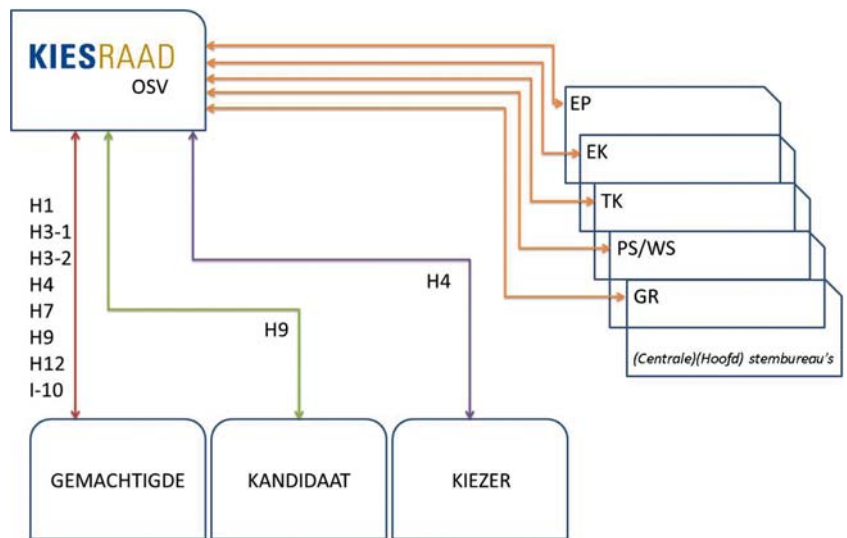 KIESRAAD
OSV
EP
EK
TK
PS/WS
GR
(Centrale)(Hoofd) stembureau's
H1
H3-1
H3-2
H4
H7
H9
H12
I-10
H9
H4
GEMACHTIGDE
KANDIDAAT
KIEZER